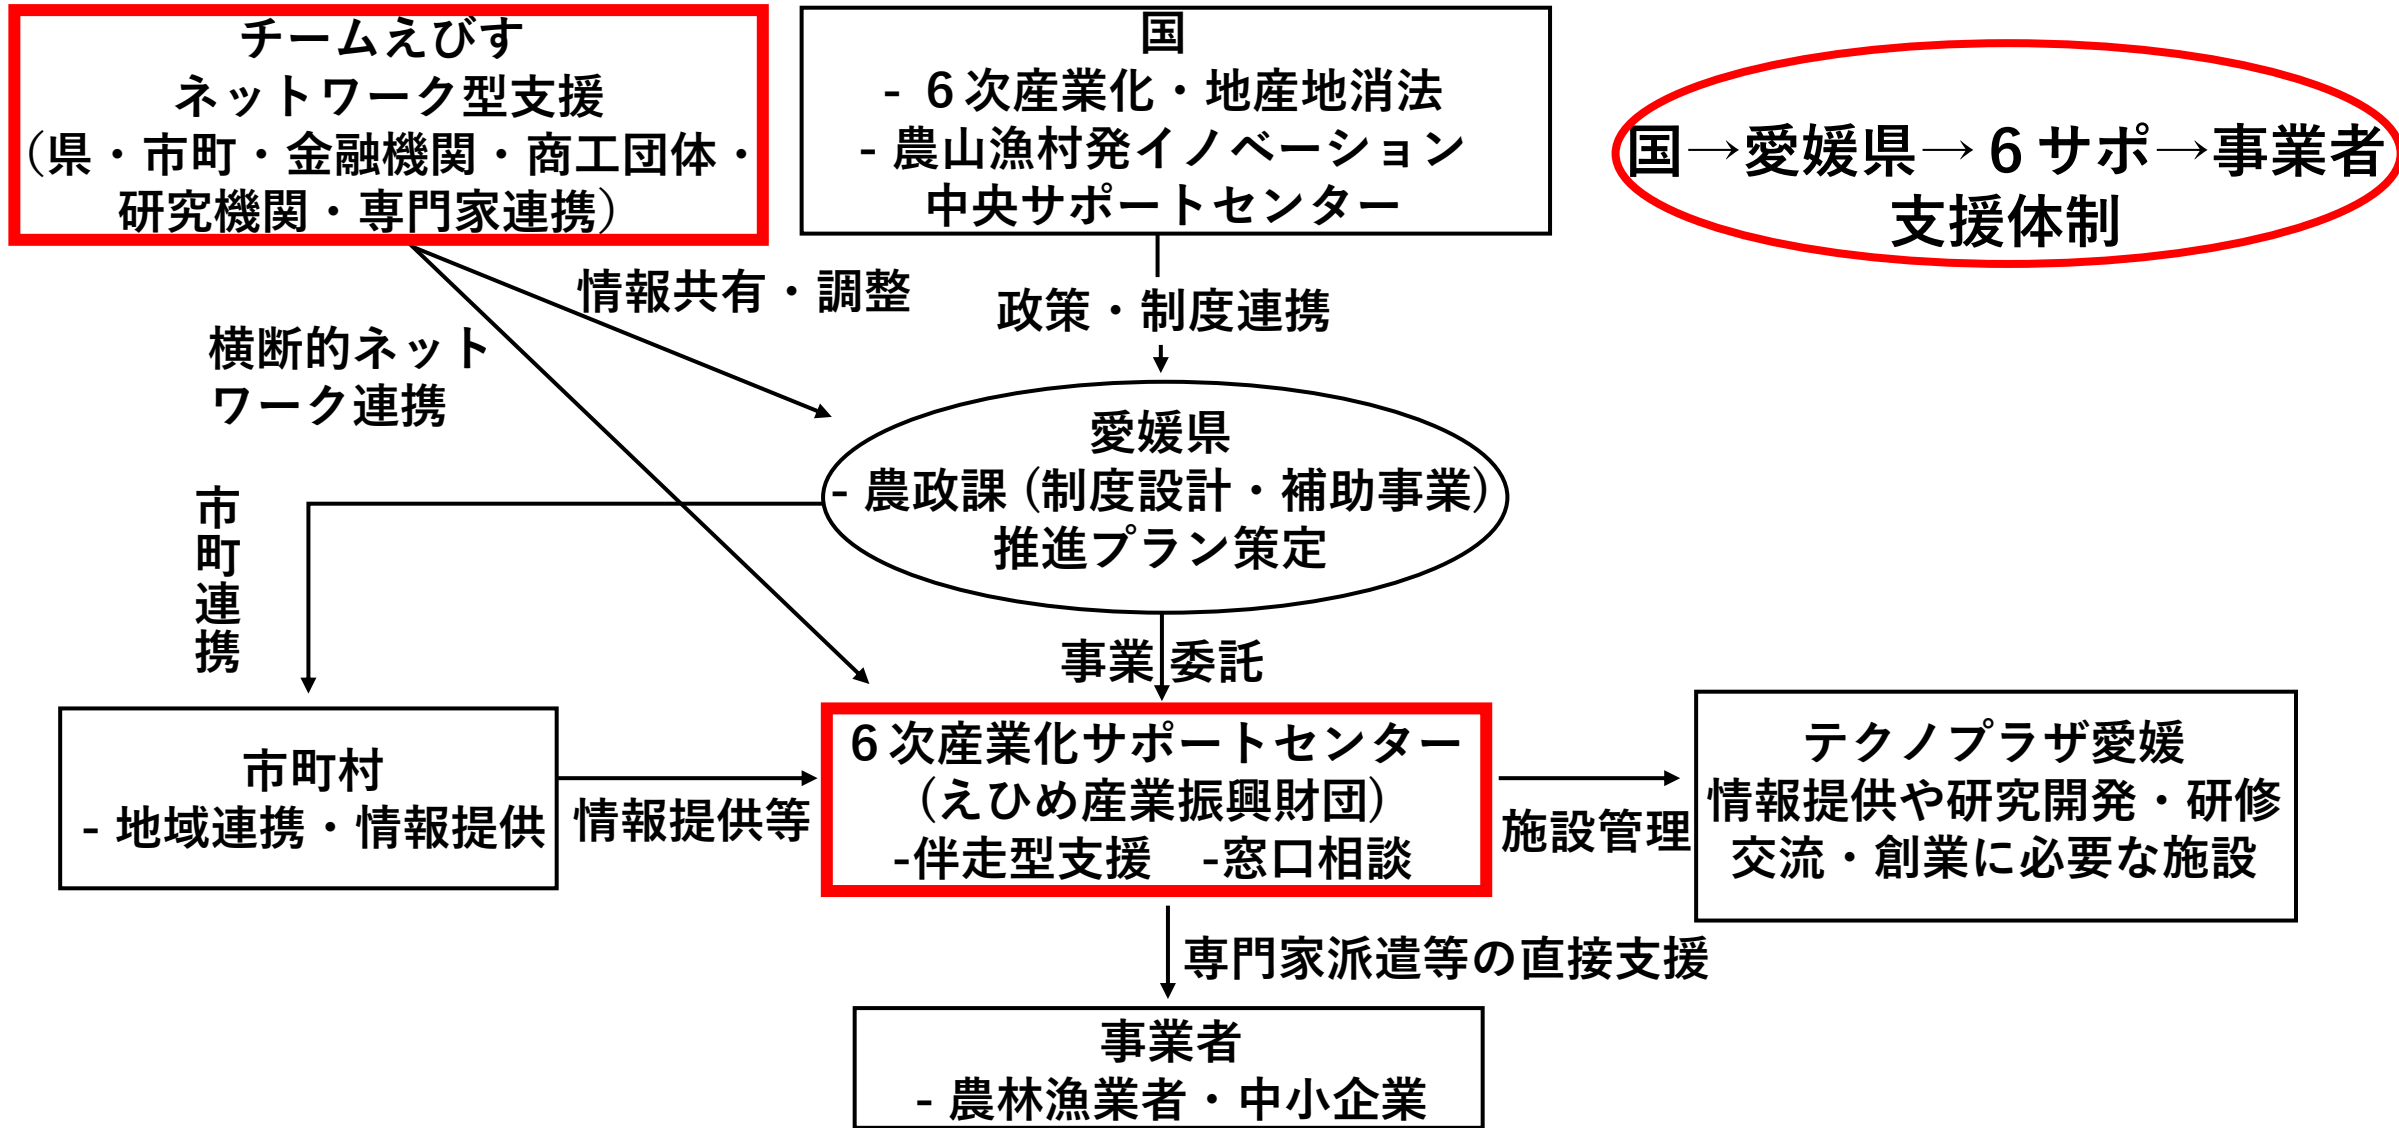 チームえびす
ネットワーク型支援
（県・市町・金融機関・商工団体・
研究機関・専門家連携）
国
- ６次産業化・地産地消法
- 農山漁村発イノベーション
中央サポートセンター
国→愛媛県→６サポ→事業者
支援体制
情報共有・調整
政策・制度連携
横断的ネット
ワーク連携
愛媛県
- 農政課（制度設計・補助事業）
推進プラン策定
市町連携
事業委託
市町村
- 地域連携・情報提供
情報提供等
６次産業化サポートセンター
（えひめ産業振興財団）
-伴走型支援　-窓口相談
施設管理
テクノプラザ愛媛
情報提供や研究開発・研修
交流・創業に必要な施設
専門家派遣等の直接支援
事業者
- 農林漁業者・中小企業